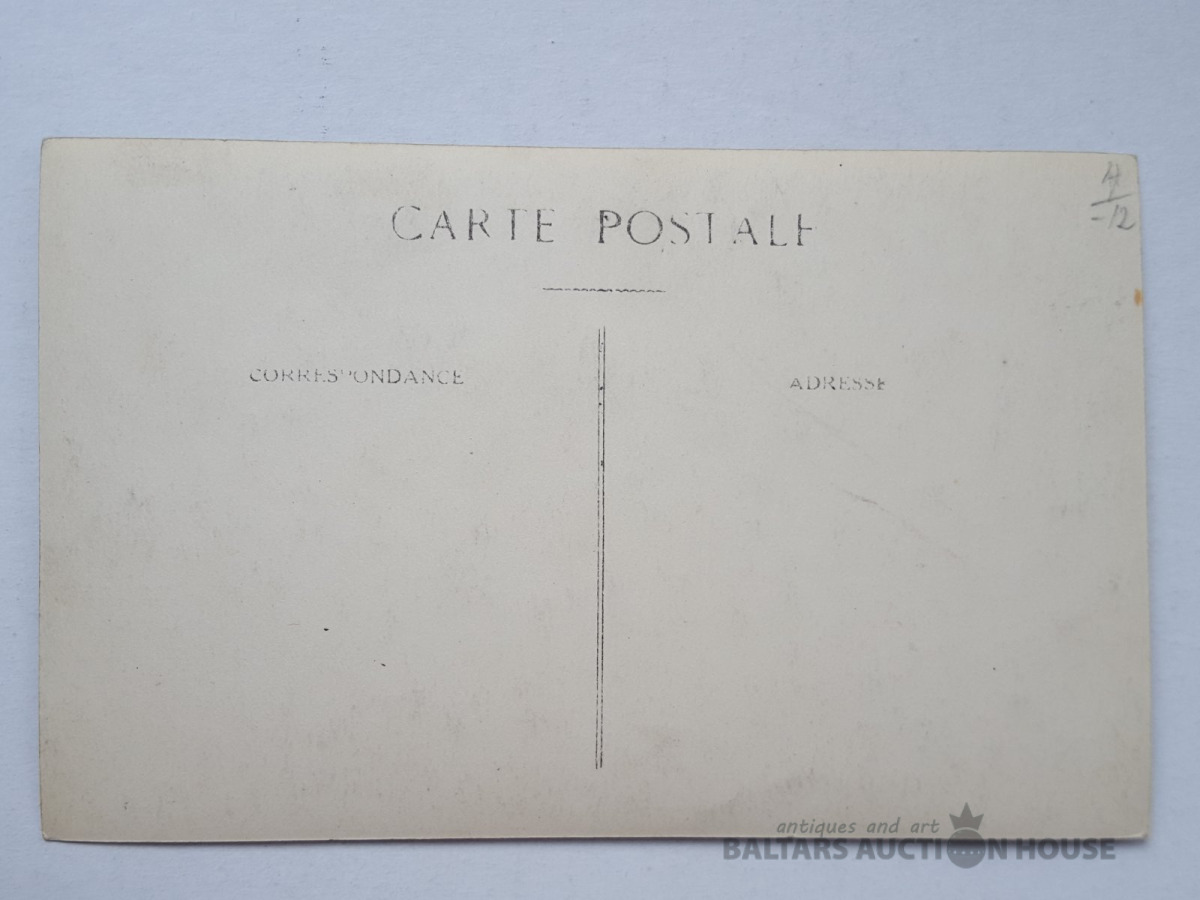 CARTE POSTALE
4
-12
CORRESPONDANCE
ADRESSE
antiques and art
BALTARS AUCTION HOUSE